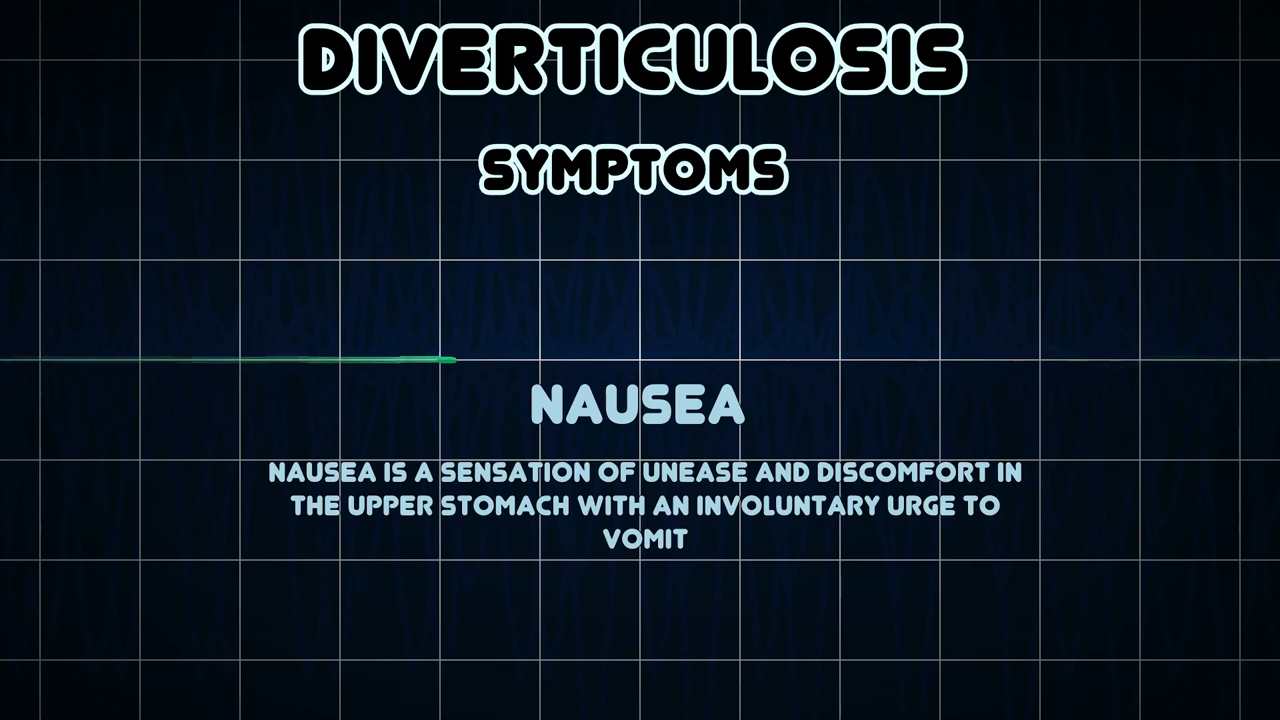 DIVERTICULOSIS
SYMPTOMS
NAUSEA
NAUSEA IS A SENSATION OF UNEASE AND DISCOMFORT IN
THE UPPER STOMACH WITH AN INVOLUNTARY URGE TO
VOMIT